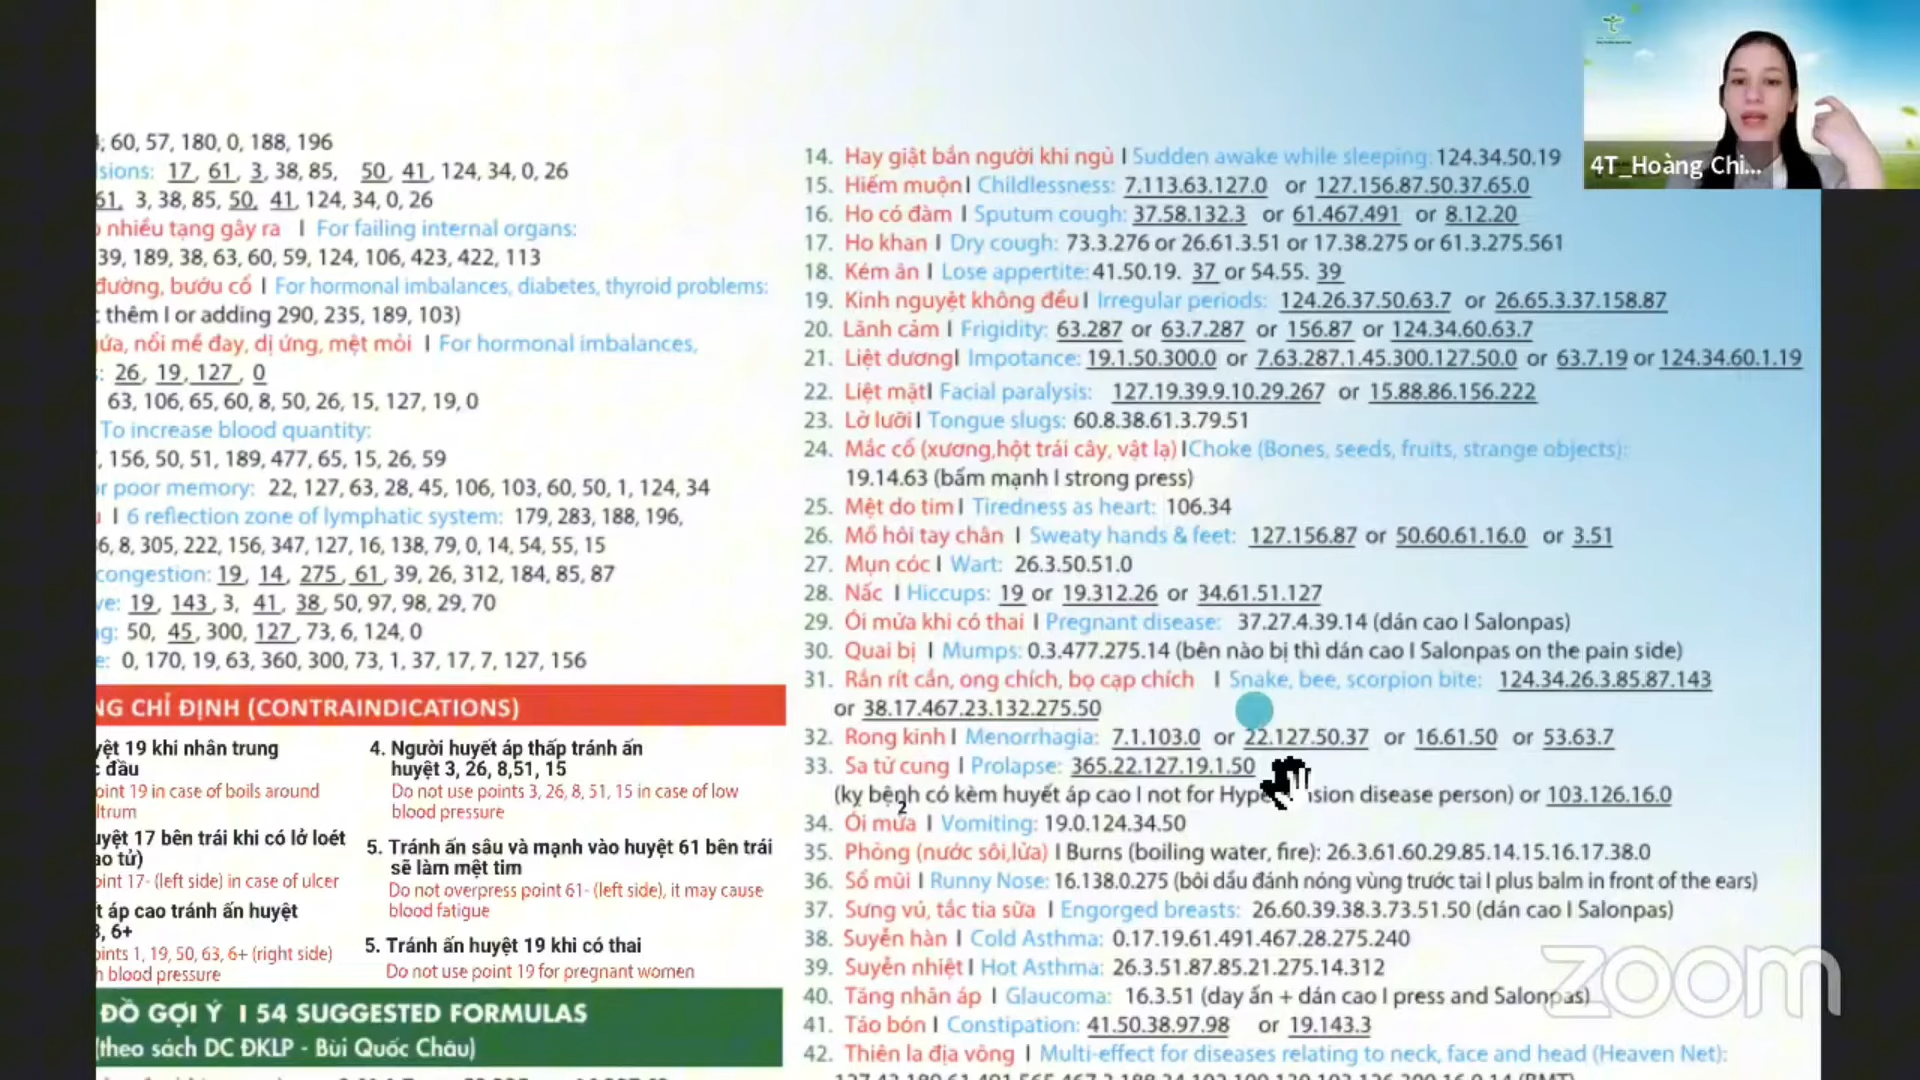 ; 60, 57, 180, 0, 188, 196
sions: 17, 61, 3, 38, 85, 50, 41, 124, 34, 0, 26
61, 3, 38, 85, 50, 41, 124, 34, 0, 26
nhiều tạng gây ra I For failing internal organs:
39, 189, 38, 63, 60, 59, 124, 106, 423, 422, 113
đường, bướu cổ I For hormonal imbalances, diabetes, thyroid problems:
thêm I or adding 290, 235, 189, 103)
ứa, nổi mề đay, dị ứng, mệt mỏi I For hormonal imbalances,
: 26, 19, 127, 0
63, 106, 65, 60, 8, 50, 26, 15, 127, 19, 0
To increase blood quantity:
, 156, 50, 51, 189, 477, 65, 15, 26, 59
r poor memory: 22, 127, 63, 28, 45, 106, 103, 60, 50, 1, 124, 34
I 6 reflection zone of lymphatic system: 179, 283, 188, 196,
6, 8, 305, 222, 156, 347, 127, 16, 138, 79, 0, 14, 54, 55, 15
congestion: 19, 14, 275, 61, 39, 26, 312, 184, 85, 87
ve: 19, 143, 3, 41, 38, 50, 97, 98, 29, 70
g: 50, 45, 300, 127, 73, 6, 124, 0
e: 0, 170, 19, 63, 360, 300, 73, 1, 37, 17, 7, 127, 156
NG CHỈ ĐỊNH (CONTRAINDICATIONS)
yệt 19 khi nhân trung
c đầu
oint 19 in case of boils around
ltrum
uyệt 17 bên trái khi có lở loét
ao tử)
oint 17- (left side) in case of ulcer
t áp cao tránh ấn huyệt
3, 6+
oints 1, 19, 50, 63, 6+ (right side)
h blood pressure
4. Người huyết áp thấp tránh ấn
huyệt 3, 26, 8,51, 15
Do not use points 3, 26, 8, 51, 15 in case of low
blood pressure
5. Tránh ấn sâu và mạnh vào huyệt 61 bên trái
sẽ làm mệt tim
Do not overpress point 61- (left side), it may cause
blood fatigue
5. Tránh ấn huyệt 19 khi có thai
Do not use point 19 for pregnant women
ĐỒ GỢI Ý I 54 SUGGESTED FORMULAS
(theo sách DC ĐKLP - Bùi Quốc Châu)
14. Hay giật bắn người khi ngủ I Sudden awake while sleeping: 124.34.50.19
15. Hiếm muộn I Childlessness: 7.113.63.127.0 or 127.156.87.50.37.65.0
16. Ho có đàm I Sputum cough: 37.58.132.3 or 61.467.491 or 8.12.20
17. Ho khan I Dry cough: 73.3.276 or 26.61.3.51 or 17.38.275 or 61.3.275.561
18. Kém ăn I Lose appertite: 41.50.19. 37 or 54.55. 39
19. Kinh nguyệt không đều I Irregular periods: 124.26.37.50.63.7 or 26.65.3.37.158.87
20. Lãnh cảm I Frigidity: 63.287 or 63.7.287 or 156.87 or 124.34.60.63.7
21. Liệt dương I Impotance: 19.1.50.300.0 or 7.63.287.1.45.300.127.50.0 or 63.7.19 or 124.34.60.1.19
22. Liệt mặt I Facial paralysis: 127.19.39.9.10.29.267 or 15.88.86.156.222
23. Lở lưỡi I Tongue slugs: 60.8.38.61.3.79.51
24. Mắc cổ (xương,hột trái cây, vật lạ) I Choke (Bones, seeds, fruits, strange objects):
19.14.63 (bấm mạnh I strong press)
25. Mệt do tim I Tiredness as heart: 106.34
26. Mồ hôi tay chân I Sweaty hands & feet: 127.156.87 or 50.60.61.16.0 or 3.51
27. Mụn cóc I Wart: 26.3.50.51.0
28. Nấc I Hiccups: 19 or 19.312.26 or 34.61.51.127
29. Ói mửa khi có thai I Pregnant disease: 37.27.4.39.14 (dán cao I Salonpas)
30. Quai bị I Mumps: 0.3.477.275.14 (bên nào bị thì dán cao I Salonpas on the pain side)
31. Rắn rít cắn, ong chích, bọ cạp chích I Snake, bee, scorpion bite: 124.34.26.3.85.87.143
or 38.17.467.23.132.275.50
32. Rong kinh I Menorrhagia: 7.1.103.0 or 22.127.50.37 or 16.61.50 or 53.63.7
33. Sa tử cung I Prolapse: 365.22.127.19.1.50
(kỵ bệnh có kèm huyết áp cao I not for Hype sion disease person) or 103.126.16.0
2
34. Ói mửa I Vomiting: 19.0.124.34.50
35. Phỏng (nước sôi,lửa) I Burns (boiling water, fire): 26.3.61.60.29.85.14.15.16.17.38.0
36. Sổ mũi I Runny Nose: 16.138.0.275 (bôi dầu đánh nóng vùng trước tai I plus balm in front of the ears)
37. Sưng vú, tắc tia sữa I Engorged breasts: 26.60.39.38.3.73.51.50 (dán cao I Salonpas)
38. Suyễn hàn I Cold Asthma: 0.17.19.61.491.467.28.275.240
39. Suyễn nhiệt I Hot Asthma: 26.3.51.87.85.21.275.14.312
40. Tăng nhãn áp I Glaucoma: 16.3.51 (day ấn + dán cao I press and Salonpas)
41. Táo bón I Constipation: 41.50.38.97.98 or 19.143.3
42. Thiên la địa võng I Multi-effect for diseases relating to neck, face and head (Heaven Net):
4T_Hoàng Chi...
zoom